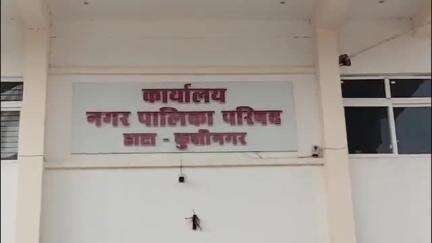 कार्यालय
नगर पालिका परिषद
हाटा - कुशीनगर